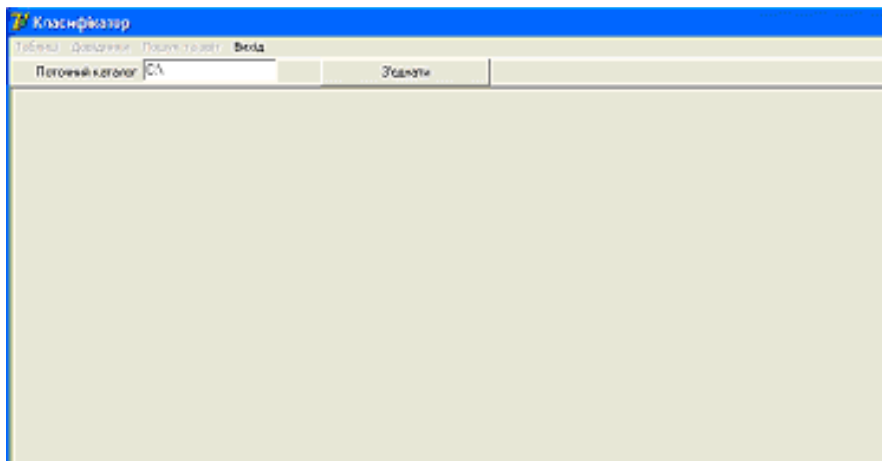 Класифікатор
Таблиці Довідники Пошук та звіт Вихід
Поточний каталог C:\ З'єднати